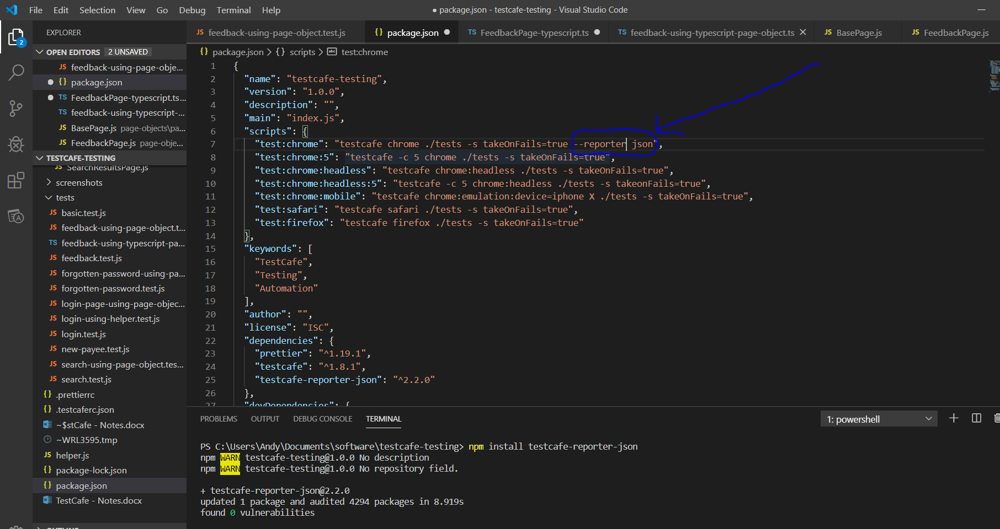 File Edit Selection View Go Debug Terminal Help
● package.json - testcafe-testing - Visual Studio Code
EXPLORER
2
OPEN EDITORS 2 UNSAVED
JS feedback-using-page-obje...
{} package.json
TS FeedbackPage-typescript.ts...
TS feedback-using-typescript-...
JS BasePage.js page-objects\pa...
JS FeedbackPage.js page-obje...
TESTCAFE-TESTING
JS SearchResultsPage.js
screenshots
tests
JS basic.test.js
JS feedback-using-page-object.t...
TS feedback-using-typescript-pa...
JS feedback.test.js
JS forgotten-password-using-pa...
JS forgotten-password.test.js
JS login-page-using-page-objec...
JS login-using-helper.test.js
JS login.test.js
JS new-payee.test.js
JS search-using-page-object.tes...
JS search.test.js
{} .prettierrc
{} .testcaferc.json
~$stCafe - Notes.docx
~WRL3595.tmp
JS helper.js
{} package-lock.json
{} package.json
TestCafe - Notes.docx
OUTLINE
JS feedback-using-page-object.test.js
{} package.json
TS FeedbackPage-typescript.ts
TS feedback-using-typescript-page-object.ts
JS BasePage.js
JS FeedbackPage.js
{} package.json > {} scripts > abc test:chrome
1 {
2 "name": "testcafe-testing",
3 "version": "1.0.0",
4 "description": "",
5 "main": "index.js",
6 "scripts": {
7 "test:chrome": "testcafe chrome ./tests -s takeOnFails=true --reporter json",
8 "test:chrome:5": "testcafe -c 5 chrome ./tests -s takeOnFails=true",
9 "test:chrome:headless": "testcafe chrome:headless ./tests -s takeOnFails=true",
10 "test:chrome:headless:5": "testcafe -c 5 chrome:headless ./tests -s takeonFails=true",
11 "test:chrome:mobile": "testcafe chrome:emulation:device=iphone X ./tests -s takeOnFails=true",
12 "test:safari": "testcafe safari ./tests -s takeOnFails=true",
13 "test:firefox": "testcafe firefox ./tests -s takeOnFails=true"
14 },
15 "keywords": [
16 "TestCafe",
17 "Testing",
18 "Automation"
19 ],
20 "author": "",
21 "license": "ISC",
22 "dependencies": {
23 "prettier": "^1.19.1",
24 "testcafe": "^1.8.1",
25 "testcafe-reporter-json": "^2.2.0"
26 },
27 "devDependencies": {
PROBLEMS OUTPUT DEBUG CONSOLE TERMINAL
1: powershell
PS C:\Users\Andy\Documents\software\testcafe-testing> npm install testcafe-reporter-json
npm WARN testcafe-testing@1.0.0 No description
npm WARN testcafe-testing@1.0.0 No repository field.
+ testcafe-reporter-json@2.2.0
updated 1 package and audited 4294 packages in 8.919s
found 0 vulnerabilities